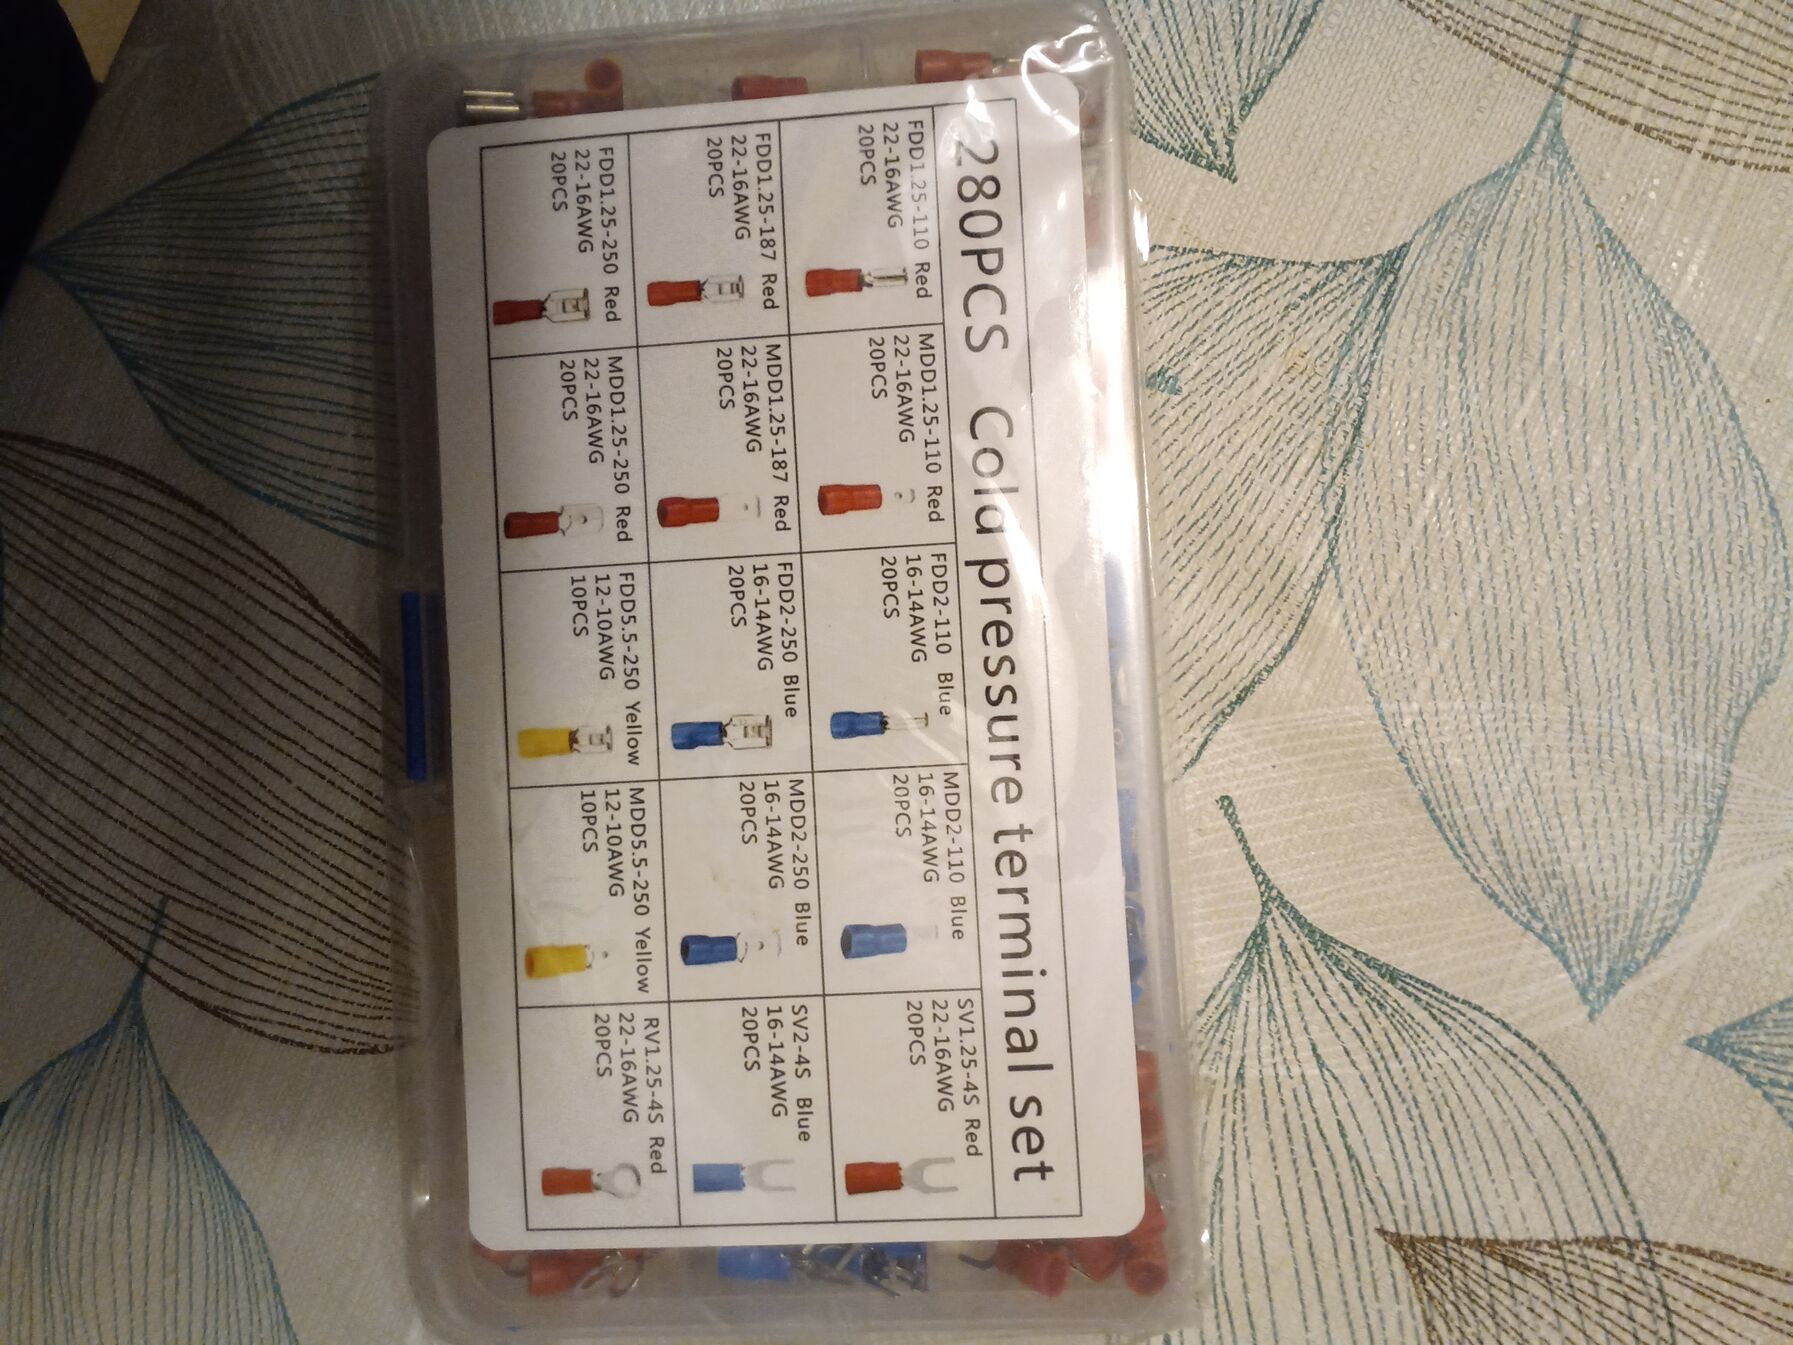 280PCS Cold pressure terminal set
FDD1.25-110 Red
22-16AWG
20PCS
MDD1.25-110 Red
22-16AWG
20PCS
FDD2-110 Blue
16-14AWG
20PCS
MDD2-110 Blue
16-14AWG
20PCS
SV1.25-4S Red
22-16AWG
20PCS
FDD1.25-187 Red
22-16AWG
20PCS
MDD1.25-187 Red
22-16AWG
20PCS
FDD2-250 Blue
16-14AWG
20PCS
MDD2-250 Blue
16-14AWG
20PCS
SV2-4S Blue
16-14AWG
20PCS
FDD1.25-250 Red
22-16AWG
20PCS
MDD1.25-250 Red
22-16AWG
20PCS
FDD5.5-250 Yellow
12-10AWG
10PCS
MDD5.5-250 Yellow
12-10AWG
10PCS
RV1.25-4S Red
22-16AWG
20PCS